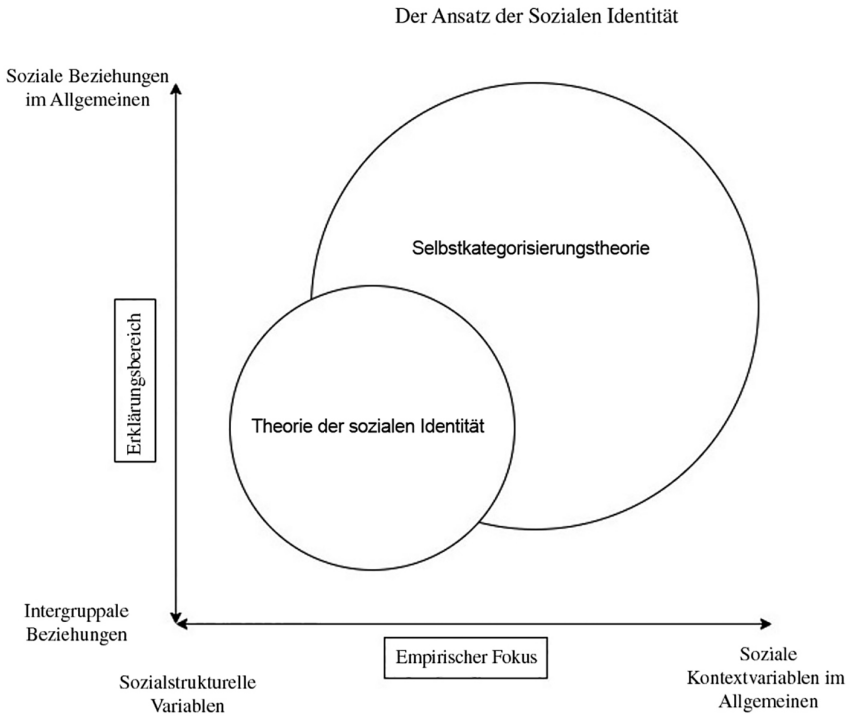 Der Ansatz der Sozialen Identität
Soziale Beziehungen
im Allgemeinen
Selbstkategorisierungstheorie
Erklärungsbereich
Theorie der sozialen Identität
Intergruppale
Beziehungen
Empirischer Fokus
Sozialstrukturelle
Variablen
Soziale
Kontextvariablen im
Allgemeinen